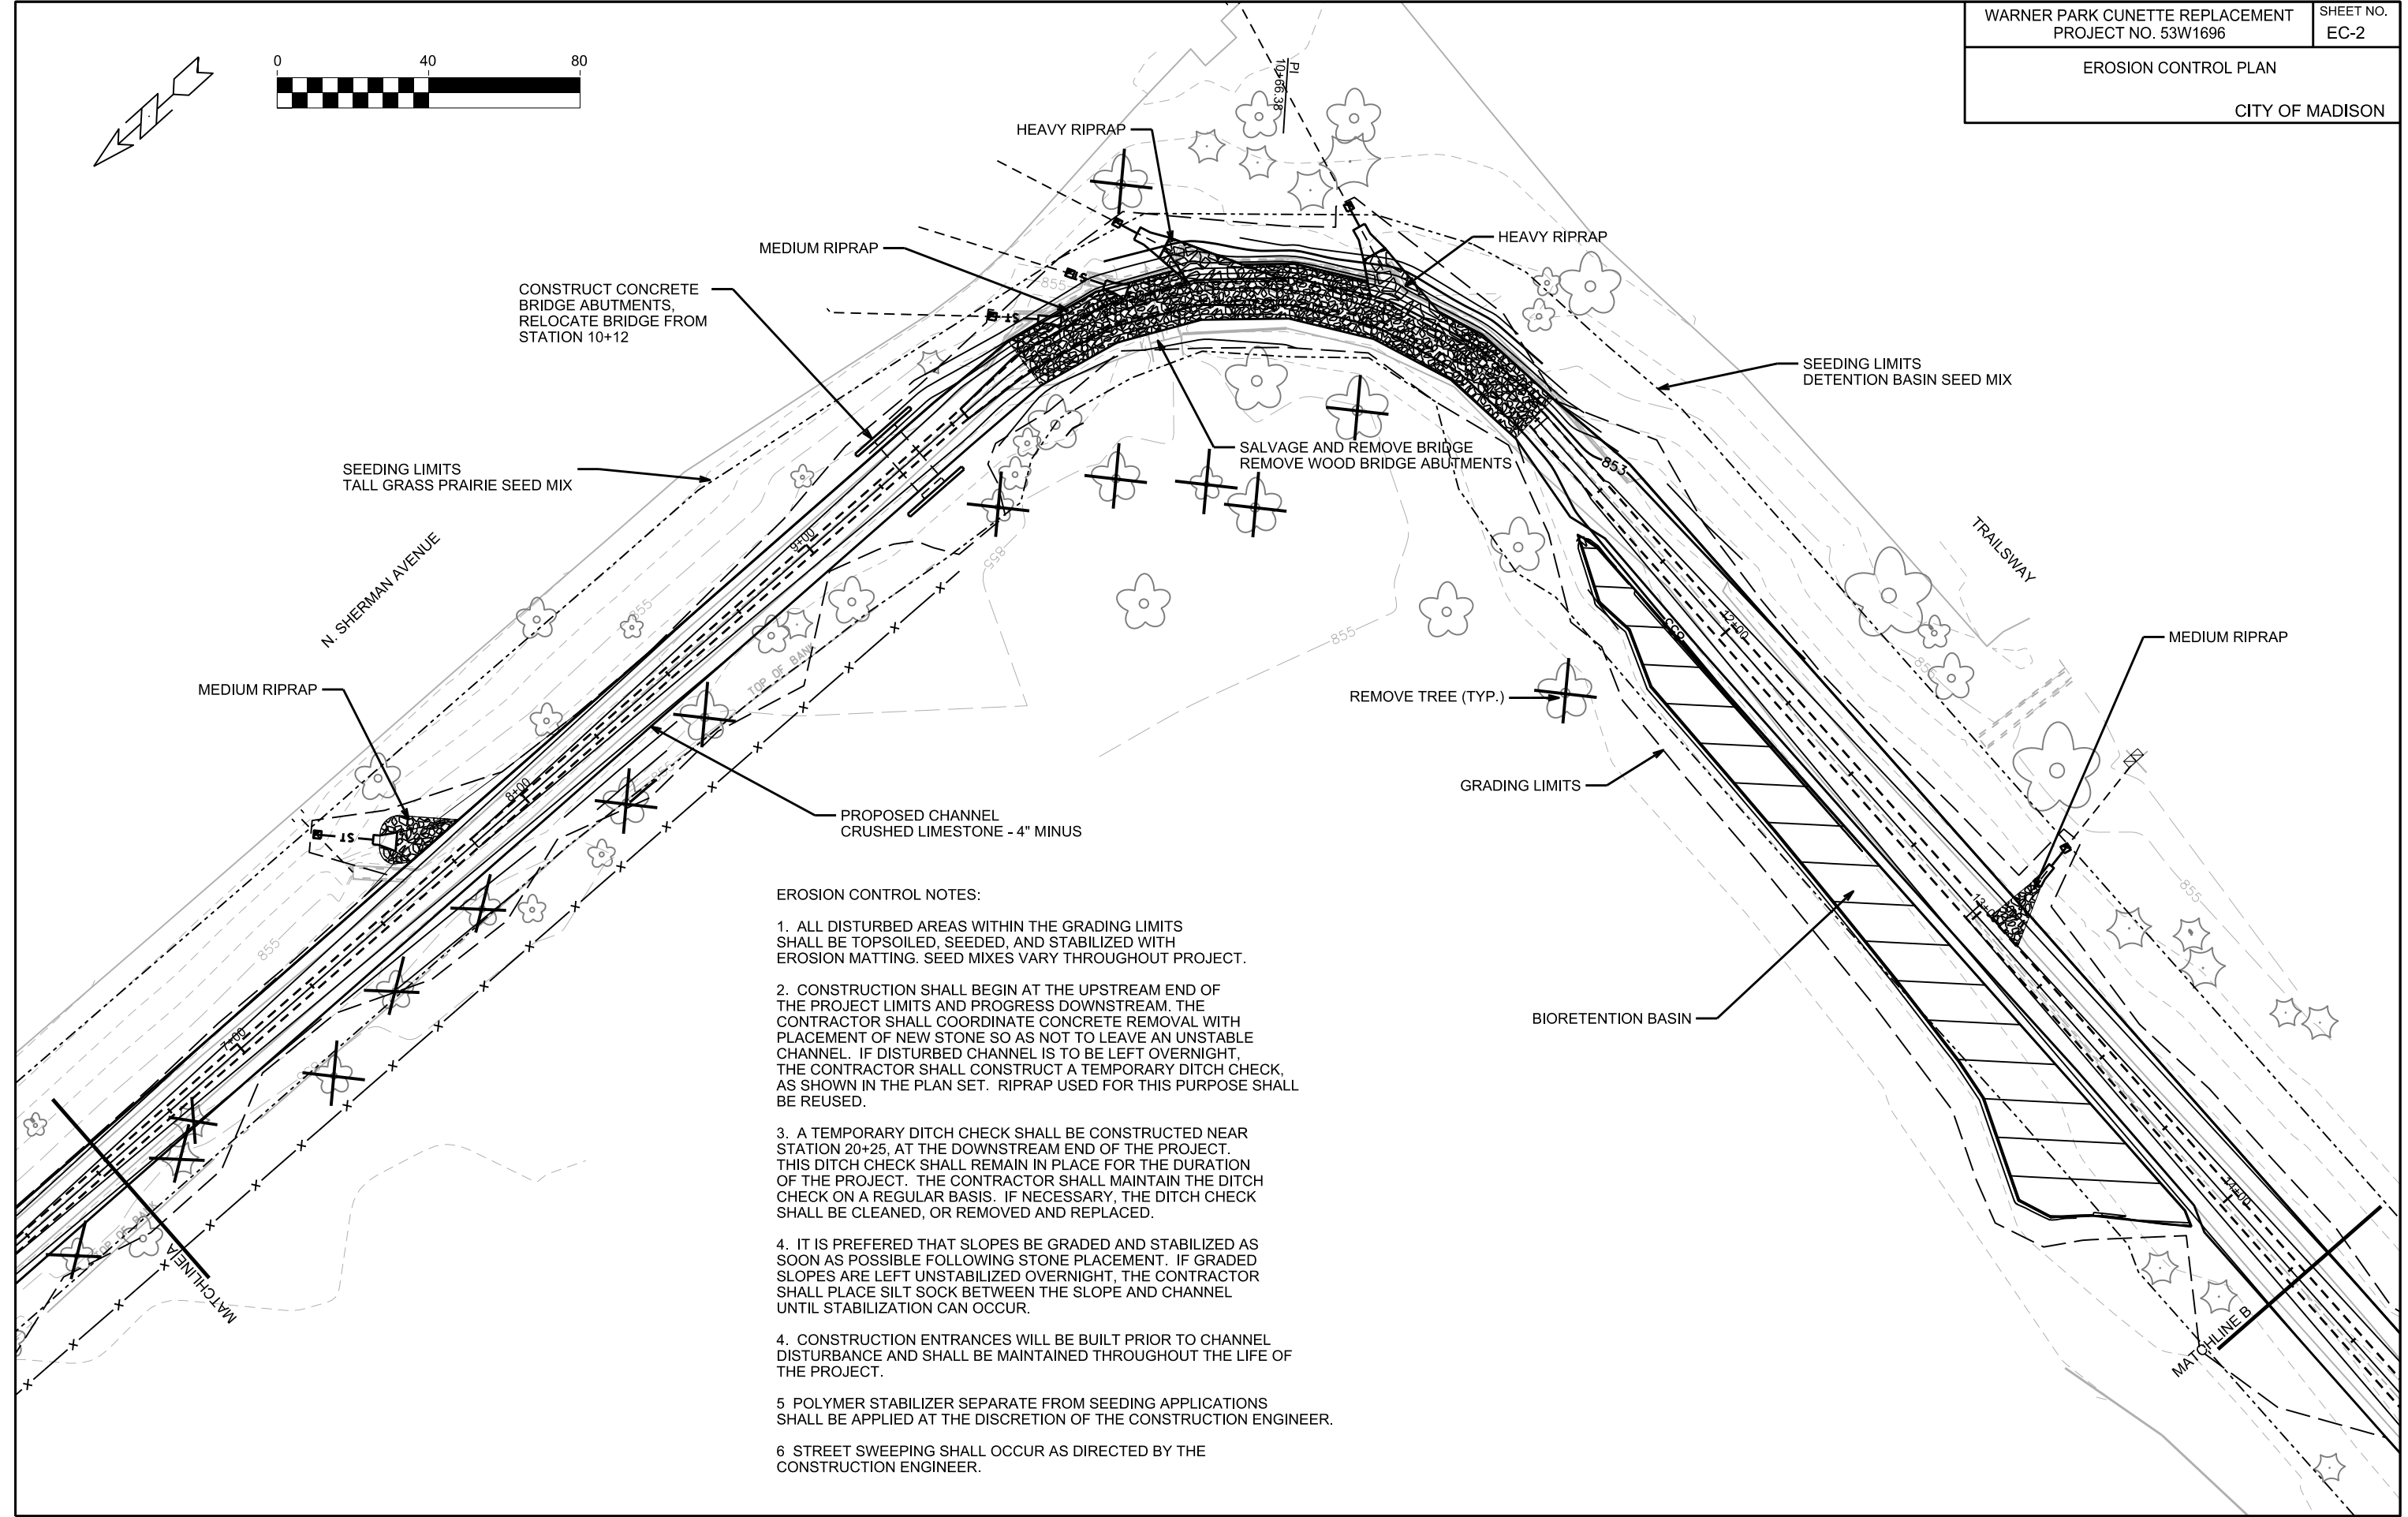 WARNER PARK CUNETTE REPLACEMENT
PROJECT NO. 53W1696
SHEET NO.
EC-2
EROSION CONTROL PLAN
CITY OF MADISON
0 40 80
PI
10+66.38
HEAVY RIPRAP
MEDIUM RIPRAP
HEAVY RIPRAP
CONSTRUCT CONCRETE
BRIDGE ABUTMENTS,
RELOCATE BRIDGE FROM
STATION 10+12
855
ST
ST
SEEDING LIMITS
DETENTION BASIN SEED MIX
SALVAGE AND REMOVE BRIDGE
REMOVE WOOD BRIDGE ABUTMENTS
SEEDING LIMITS
TALL GRASS PRAIRIE SEED MIX
853
N. SHERMAN AVENUE
TRAILSWAY
9+00
855
855
855
853
12+00
TOP OF BANK
MEDIUM RIPRAP
MEDIUM RIPRAP
REMOVE TREE (TYP.)
GRADING LIMITS
8+00
855
ST
PROPOSED CHANNEL
CRUSHED LIMESTONE - 4" MINUS
855
855
13+00
7+00
BIORETENTION BASIN
14+00
TOP OF BA
MATCHLINE A
MATCHLINE B
EROSION CONTROL NOTES:
1. ALL DISTURBED AREAS WITHIN THE GRADING LIMITS
SHALL BE TOPSOILED, SEEDED, AND STABILIZED WITH
EROSION MATTING. SEED MIXES VARY THROUGHOUT PROJECT.
2. CONSTRUCTION SHALL BEGIN AT THE UPSTREAM END OF
THE PROJECT LIMITS AND PROGRESS DOWNSTREAM. THE
CONTRACTOR SHALL COORDINATE CONCRETE REMOVAL WITH
PLACEMENT OF NEW STONE SO AS NOT TO LEAVE AN UNSTABLE
CHANNEL. IF DISTURBED CHANNEL IS TO BE LEFT OVERNIGHT,
THE CONTRACTOR SHALL CONSTRUCT A TEMPORARY DITCH CHECK,
AS SHOWN IN THE PLAN SET. RIPRAP USED FOR THIS PURPOSE SHALL
BE REUSED.
3. A TEMPORARY DITCH CHECK SHALL BE CONSTRUCTED NEAR
STATION 20+25, AT THE DOWNSTREAM END OF THE PROJECT.
THIS DITCH CHECK SHALL REMAIN IN PLACE FOR THE DURATION
OF THE PROJECT. THE CONTRACTOR SHALL MAINTAIN THE DITCH
CHECK ON A REGULAR BASIS. IF NECESSARY, THE DITCH CHECK
SHALL BE CLEANED, OR REMOVED AND REPLACED.
4. IT IS PREFERED THAT SLOPES BE GRADED AND STABILIZED AS
SOON AS POSSIBLE FOLLOWING STONE PLACEMENT. IF GRADED
SLOPES ARE LEFT UNSTABILIZED OVERNIGHT, THE CONTRACTOR
SHALL PLACE SILT SOCK BETWEEN THE SLOPE AND CHANNEL
UNTIL STABILIZATION CAN OCCUR.
4. CONSTRUCTION ENTRANCES WILL BE BUILT PRIOR TO CHANNEL
DISTURBANCE AND SHALL BE MAINTAINED THROUGHOUT THE LIFE OF
THE PROJECT.
5 POLYMER STABILIZER SEPARATE FROM SEEDING APPLICATIONS
SHALL BE APPLIED AT THE DISCRETION OF THE CONSTRUCTION ENGINEER.
6 STREET SWEEPING SHALL OCCUR AS DIRECTED BY THE
CONSTRUCTION ENGINEER.